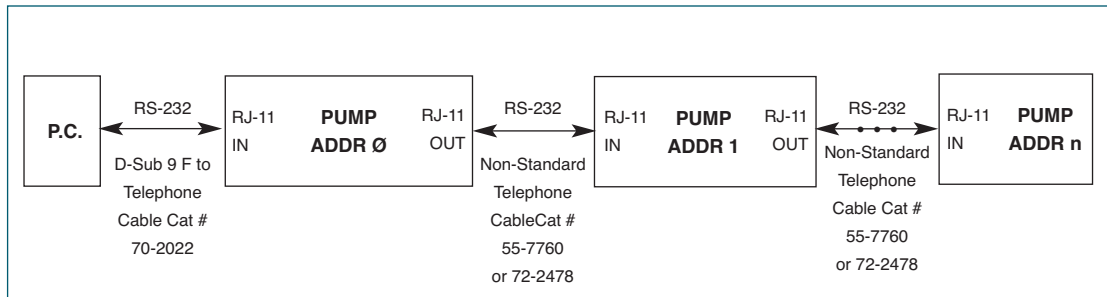 P.C.
RS-232
D-Sub 9 F to
Telephone
Cable Cat #
70-2022
RJ-11
IN
PUMP
ADDR Ø
RJ-11
OUT
RS-232
Non-Standard
Telephone
CableCat #
55-7760
or 72-2478
RJ-11
IN
PUMP
ADDR 1
RJ-11
OUT
RS-232
Non-Standard
Telephone
Cable Cat #
55-7760
or 72-2478
RJ-11
IN
PUMP
ADDR n